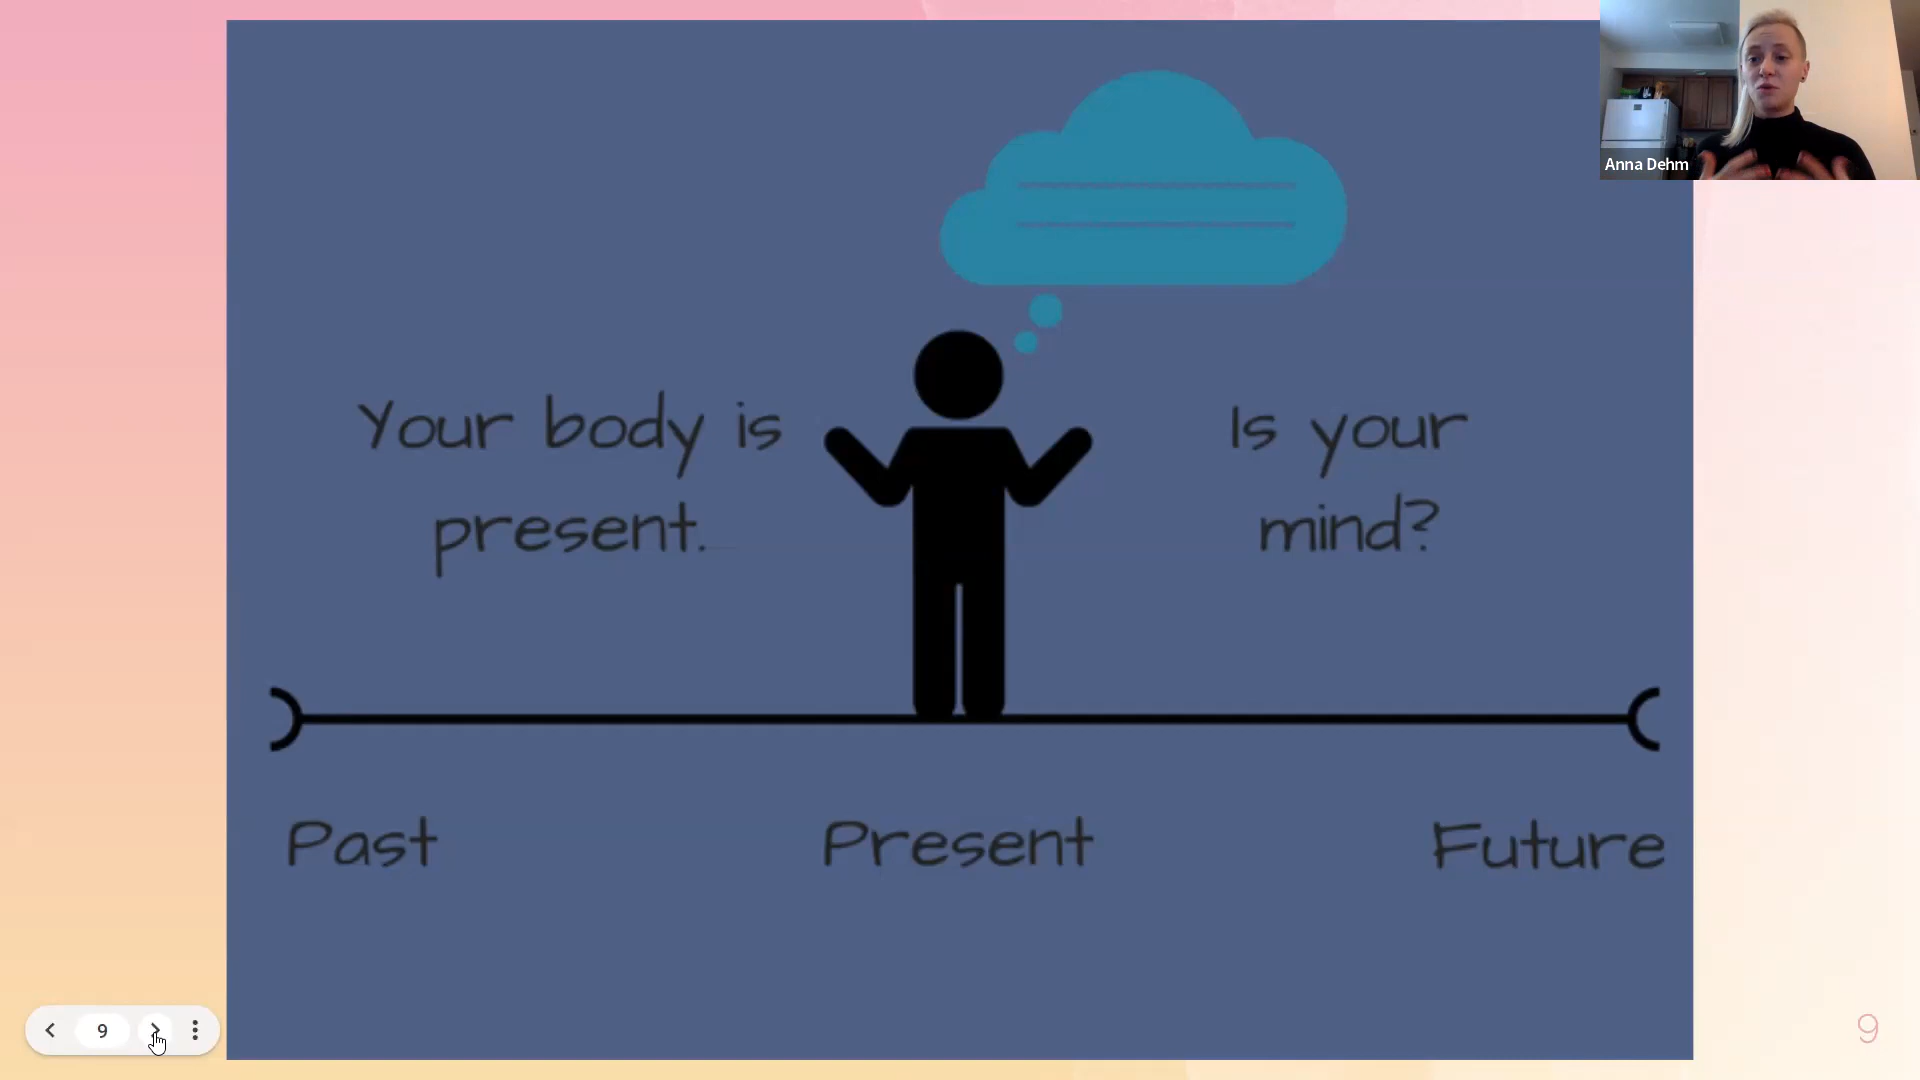 Anna Dehm
Your body is
present.
Is your
mind?
Past
Present
Future
9
9